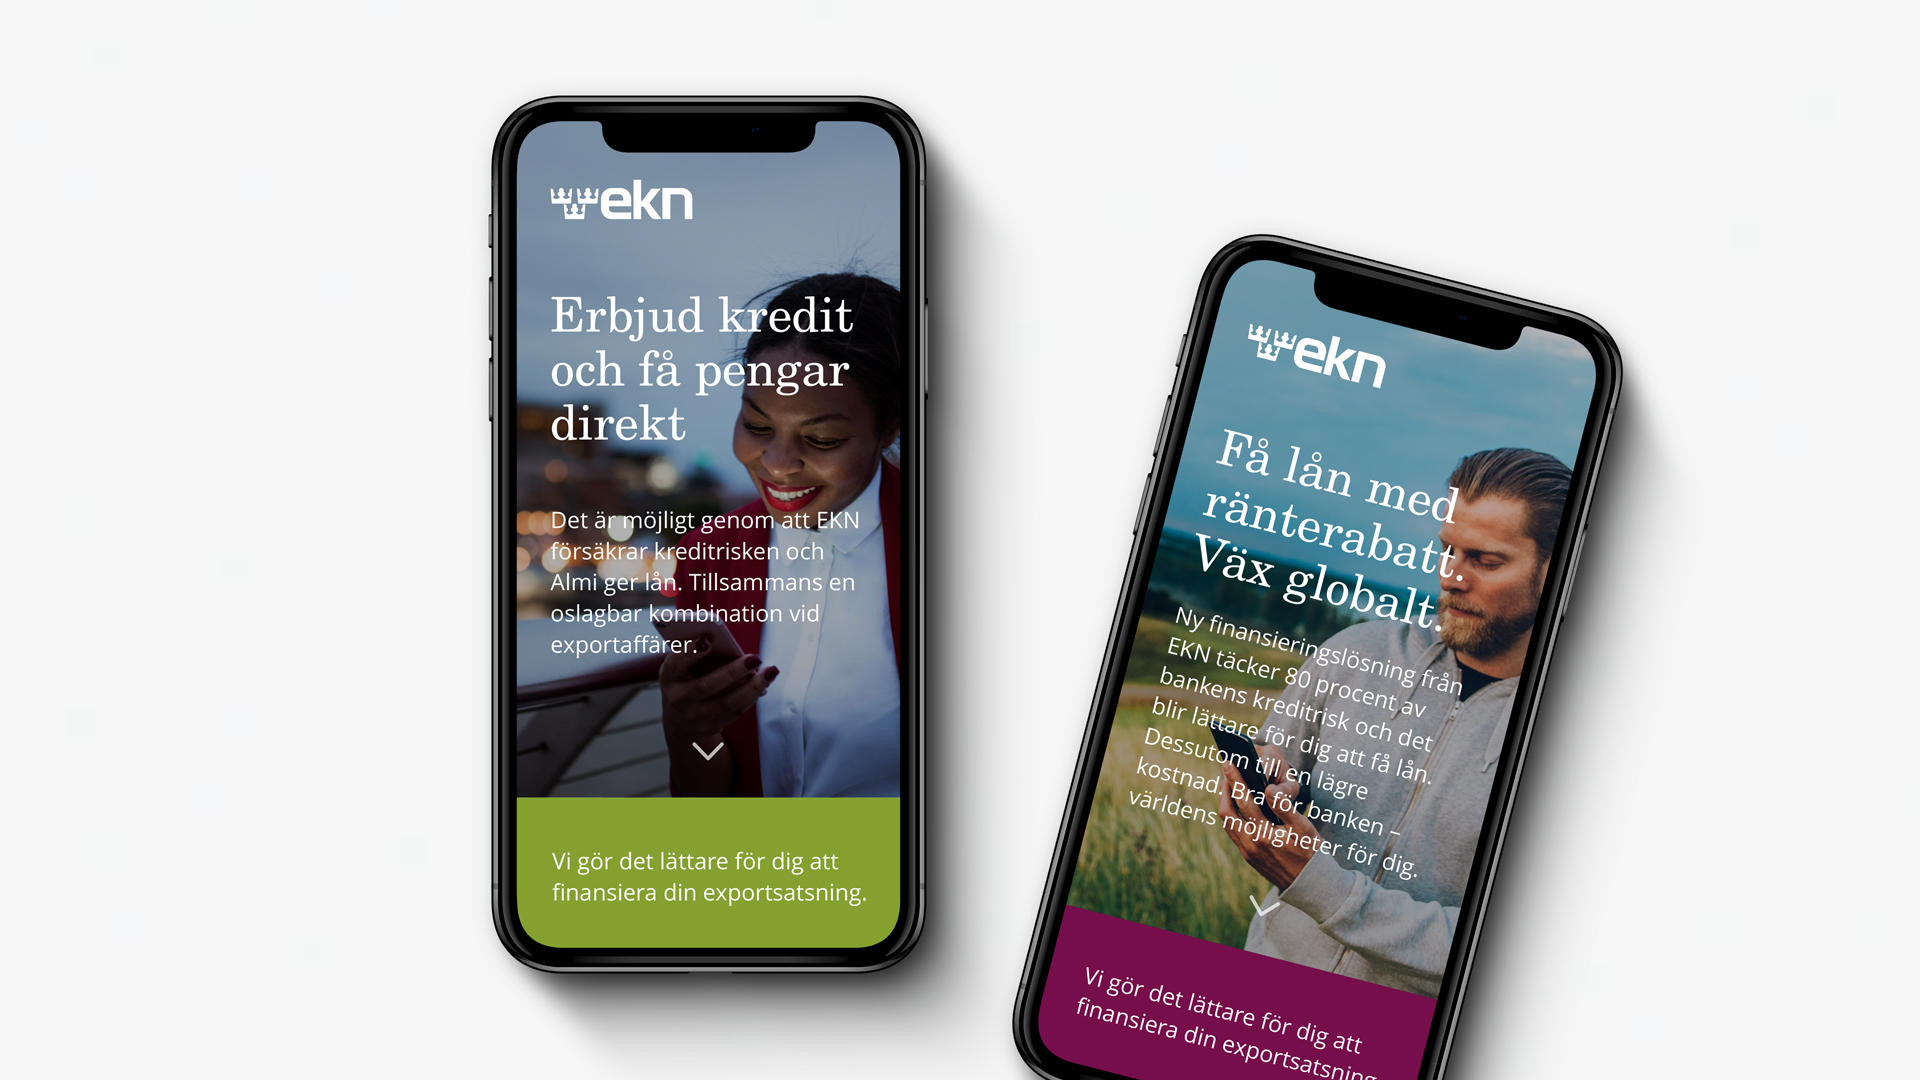 ekn
Erbjud kredit
och få pengar
direkt
Det är möjligt genom att EKN
försäkrar kreditrisken och
Almi ger lån. Tillsammans en
oslagbar kombination vid
exportaffärer.
Vi gör det lättare för dig att
finansiera din exportsatsning.
ekn
Få lån med
ränterabatt.
Väx globalt.
Ny finansieringslösning från
EKN täcker 80 procent av
bankens kreditrisk och det
blir lättare för dig att få lån.
Dessutom till en lägre
kostnad. Bra för banken –
världens möjligheter för dig.
Vi gör det lättare för dig att
finansiera din exportsatsning